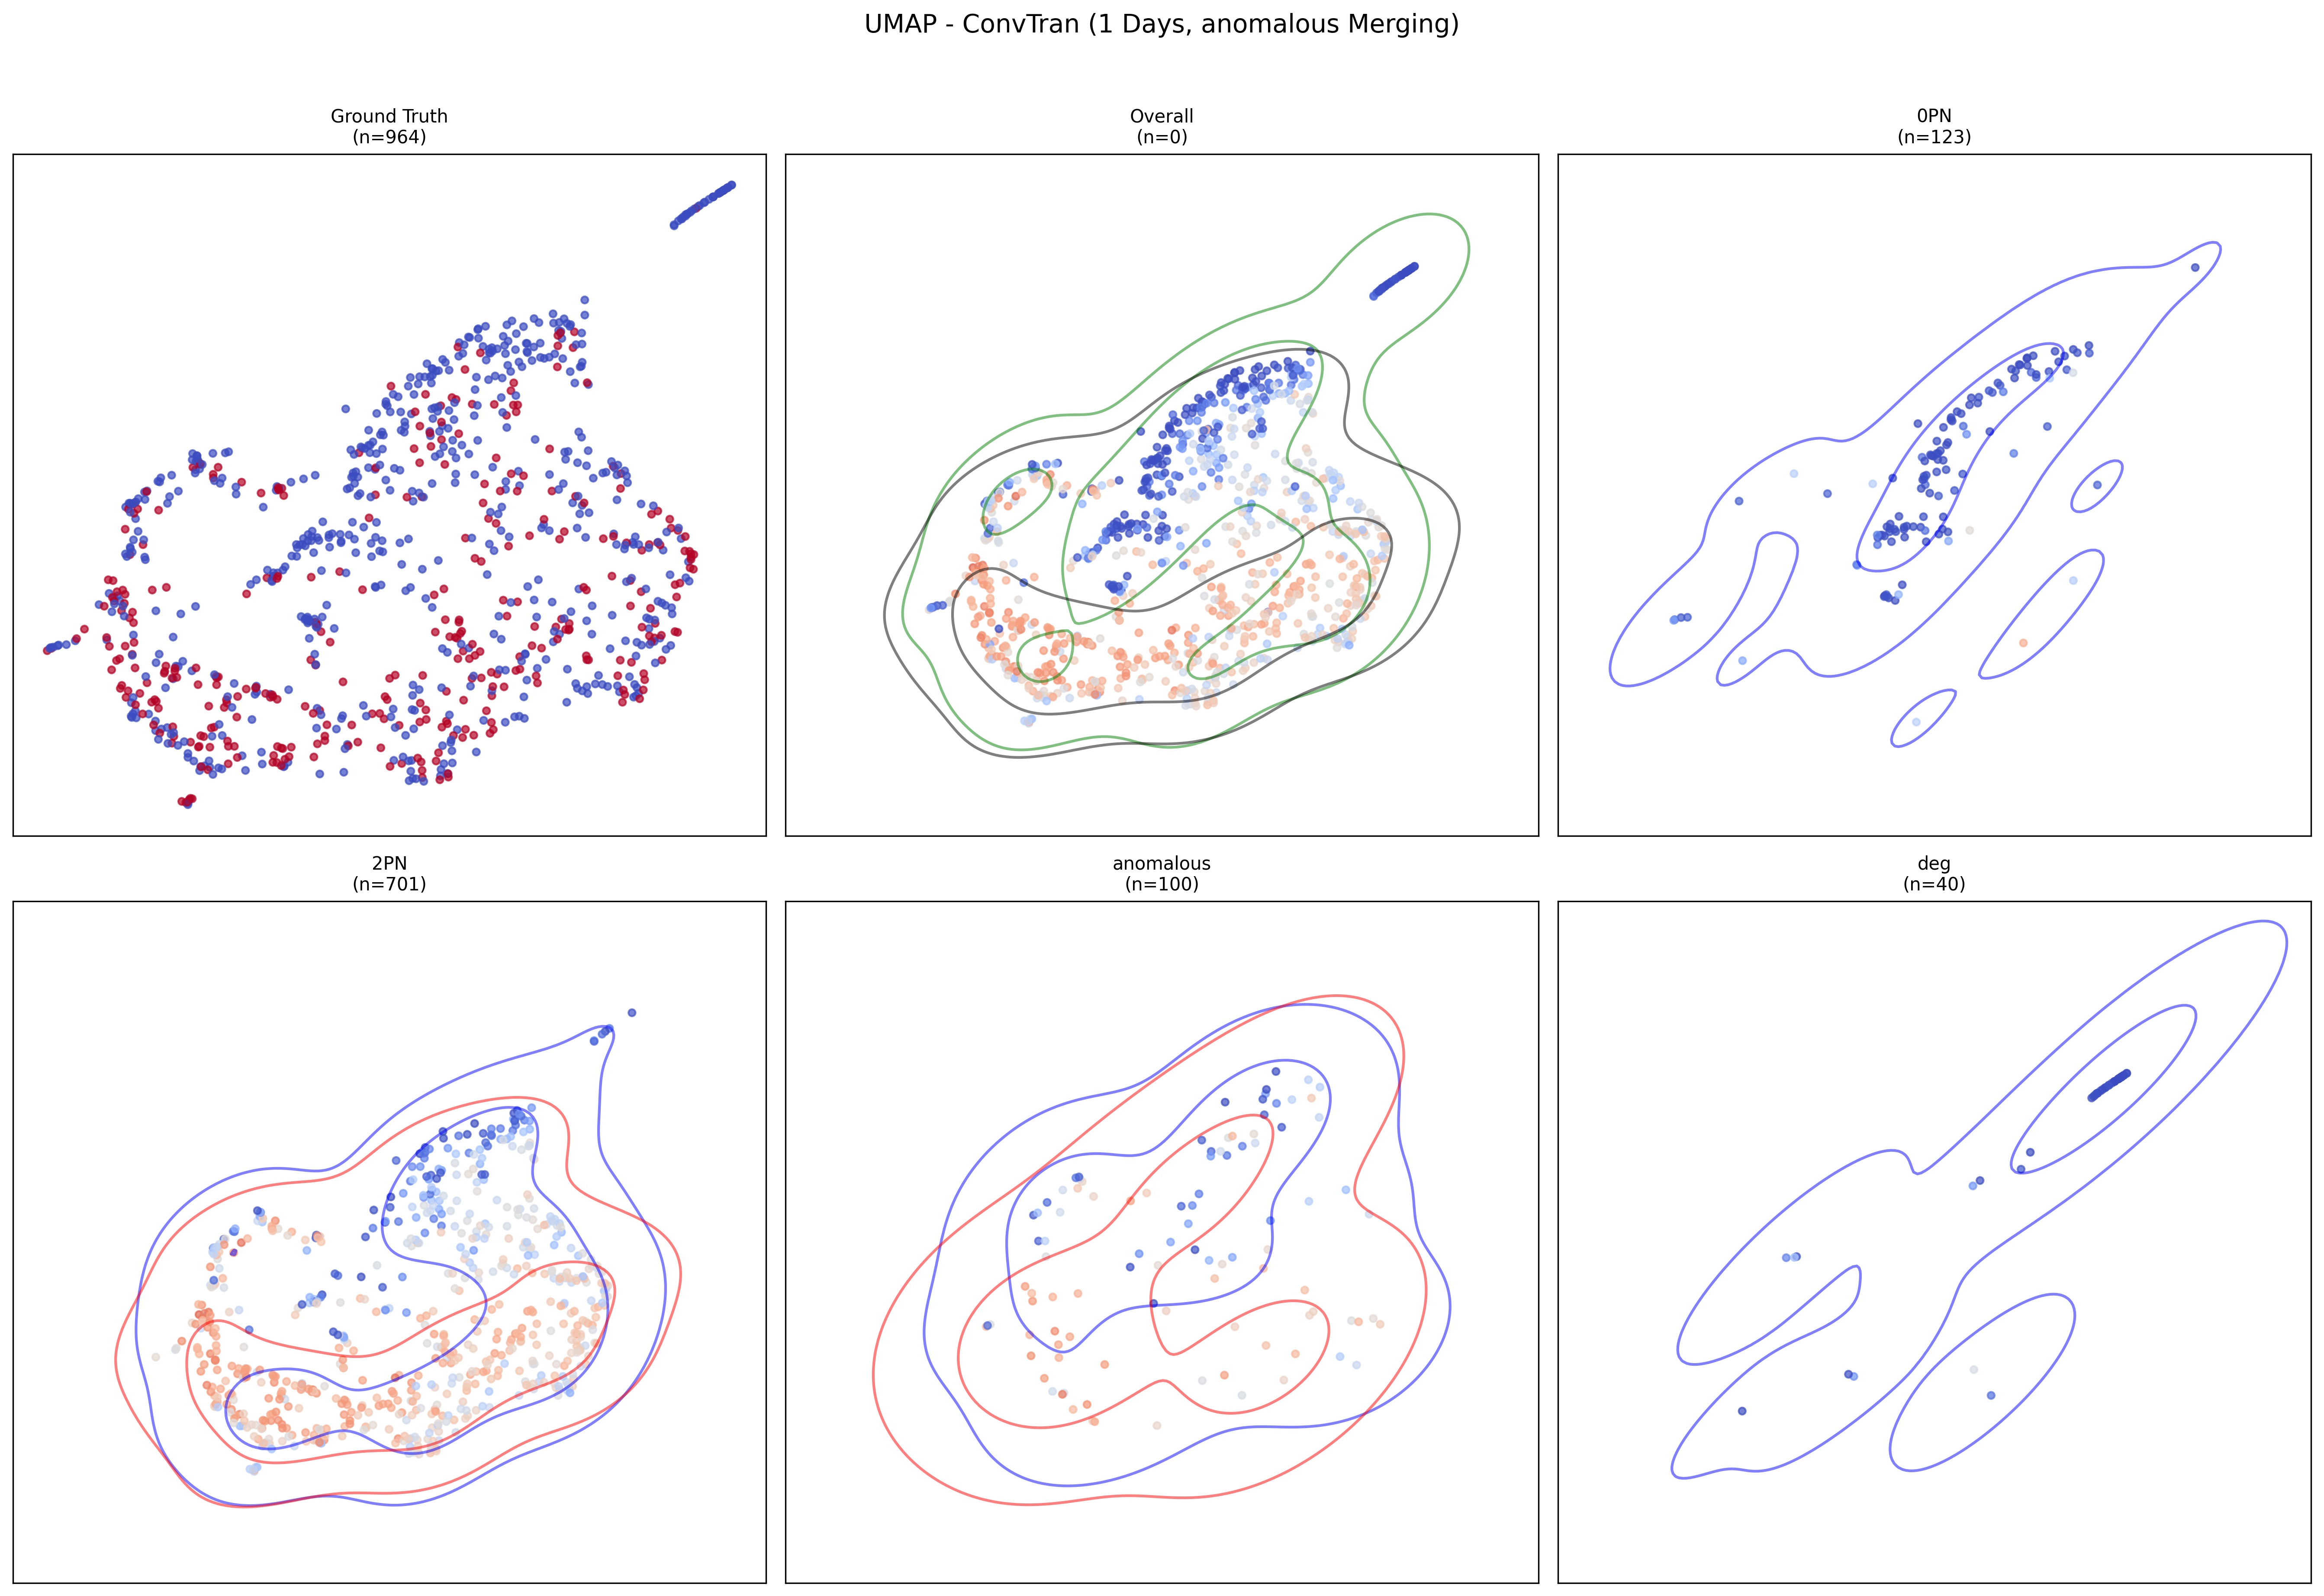 UMAP - ConvTran (1 Days, anomalous Merging)
Ground Truth
(n=964)
Overall
(n=0)
0PN
(n=123)
2PN
(n=701)
anomalous
(n=100)
deg
(n=40)